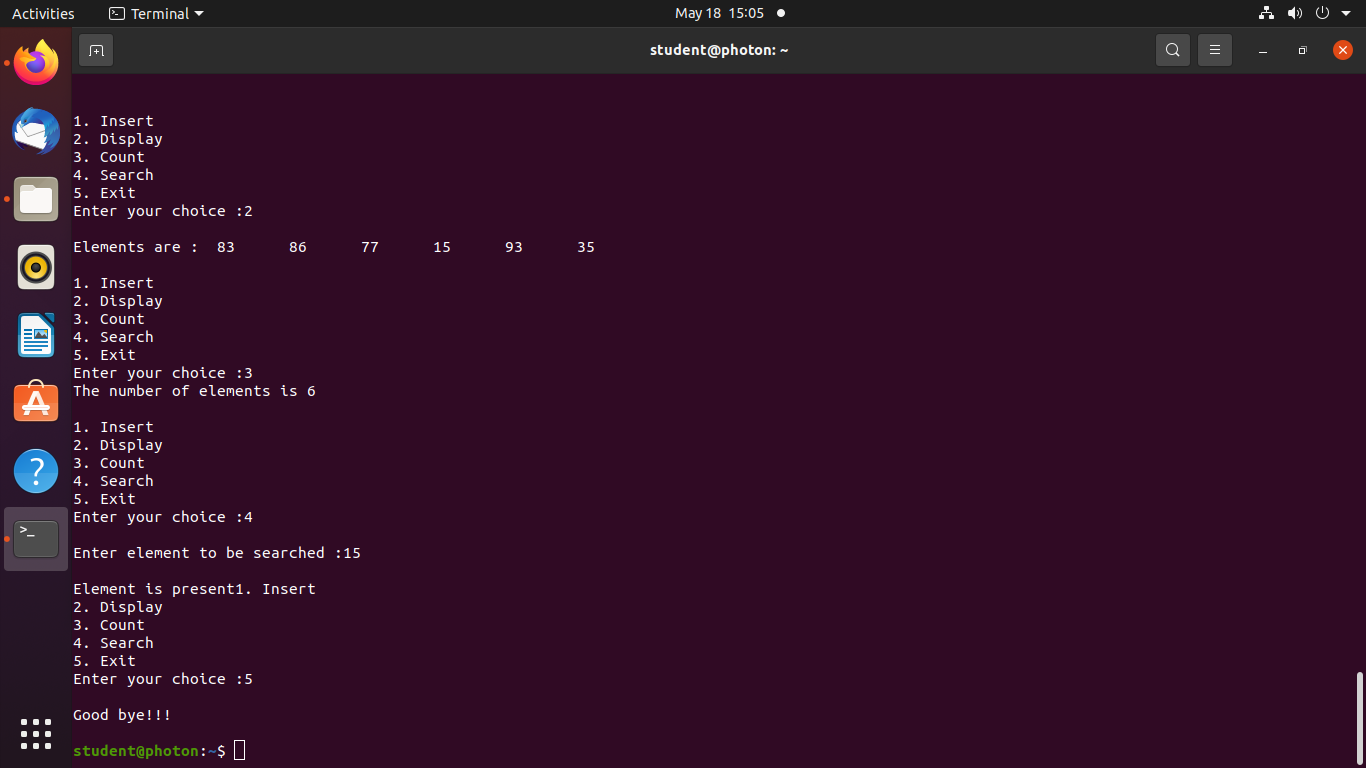 Activities Terminal May 18 15:05
student@photon: ~
1. Insert
2. Display
3. Count
4. Search
5. Exit
Enter your choice :2
Elements are : 83 86 77 15 93 35
1. Insert
2. Display
3. Count
4. Search
5. Exit
Enter your choice :3
The number of elements is 6
1. Insert
2. Display
3. Count
4. Search
5. Exit
Enter your choice :4
Enter element to be searched :15
Element is present1. Insert
2. Display
3. Count
4. Search
5. Exit
Enter your choice :5
Good bye!!!
student@photon:~$